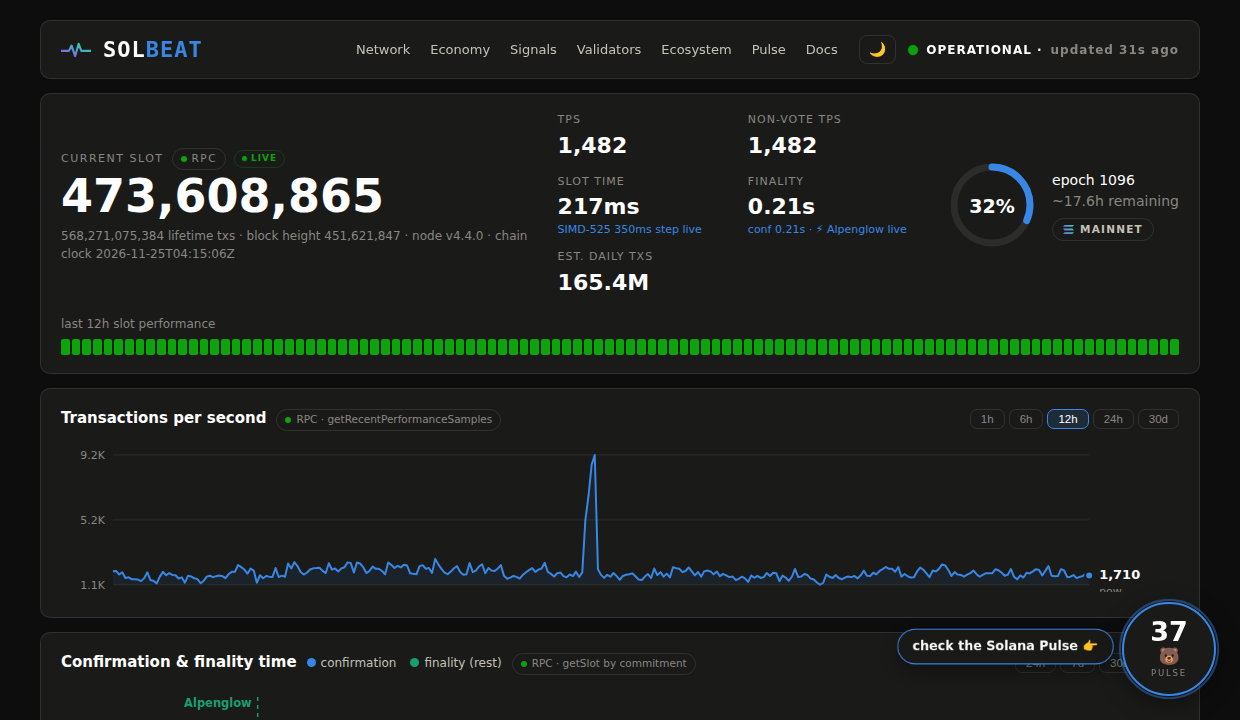 SOLBEAT
Network Economy Signals Validators Ecosystem Pulse Docs
OPERATIONAL · updated 31s ago
CURRENT SLOT RPC LIVE
473,608,865
568,271,075,384 lifetime txs · block height 451,621,847 · node v4.4.0 · chain
clock 2026-11-25T04:15:06Z
TPS
1,482
NON-VOTE TPS
1,482
SLOT TIME
217ms
SIMD-525 350ms step live
FINALITY
0.21s
conf 0.21s · ⚡ Alpenglow live
EST. DAILY TXS
165.4M
32%
epoch 1096
~17.6h remaining
MAINNET
last 12h slot performance
Transactions per second RPC · getRecentPerformanceSamples
1h 6h 12h 24h 30d
9.2K
5.2K
1.1K
1,710
now
Confirmation & finality time confirmation finality (rest) RPC · getSlot by commitment
24h 7d 30d
Alpenglow
check the Solana Pulse 👉
37
PULSE